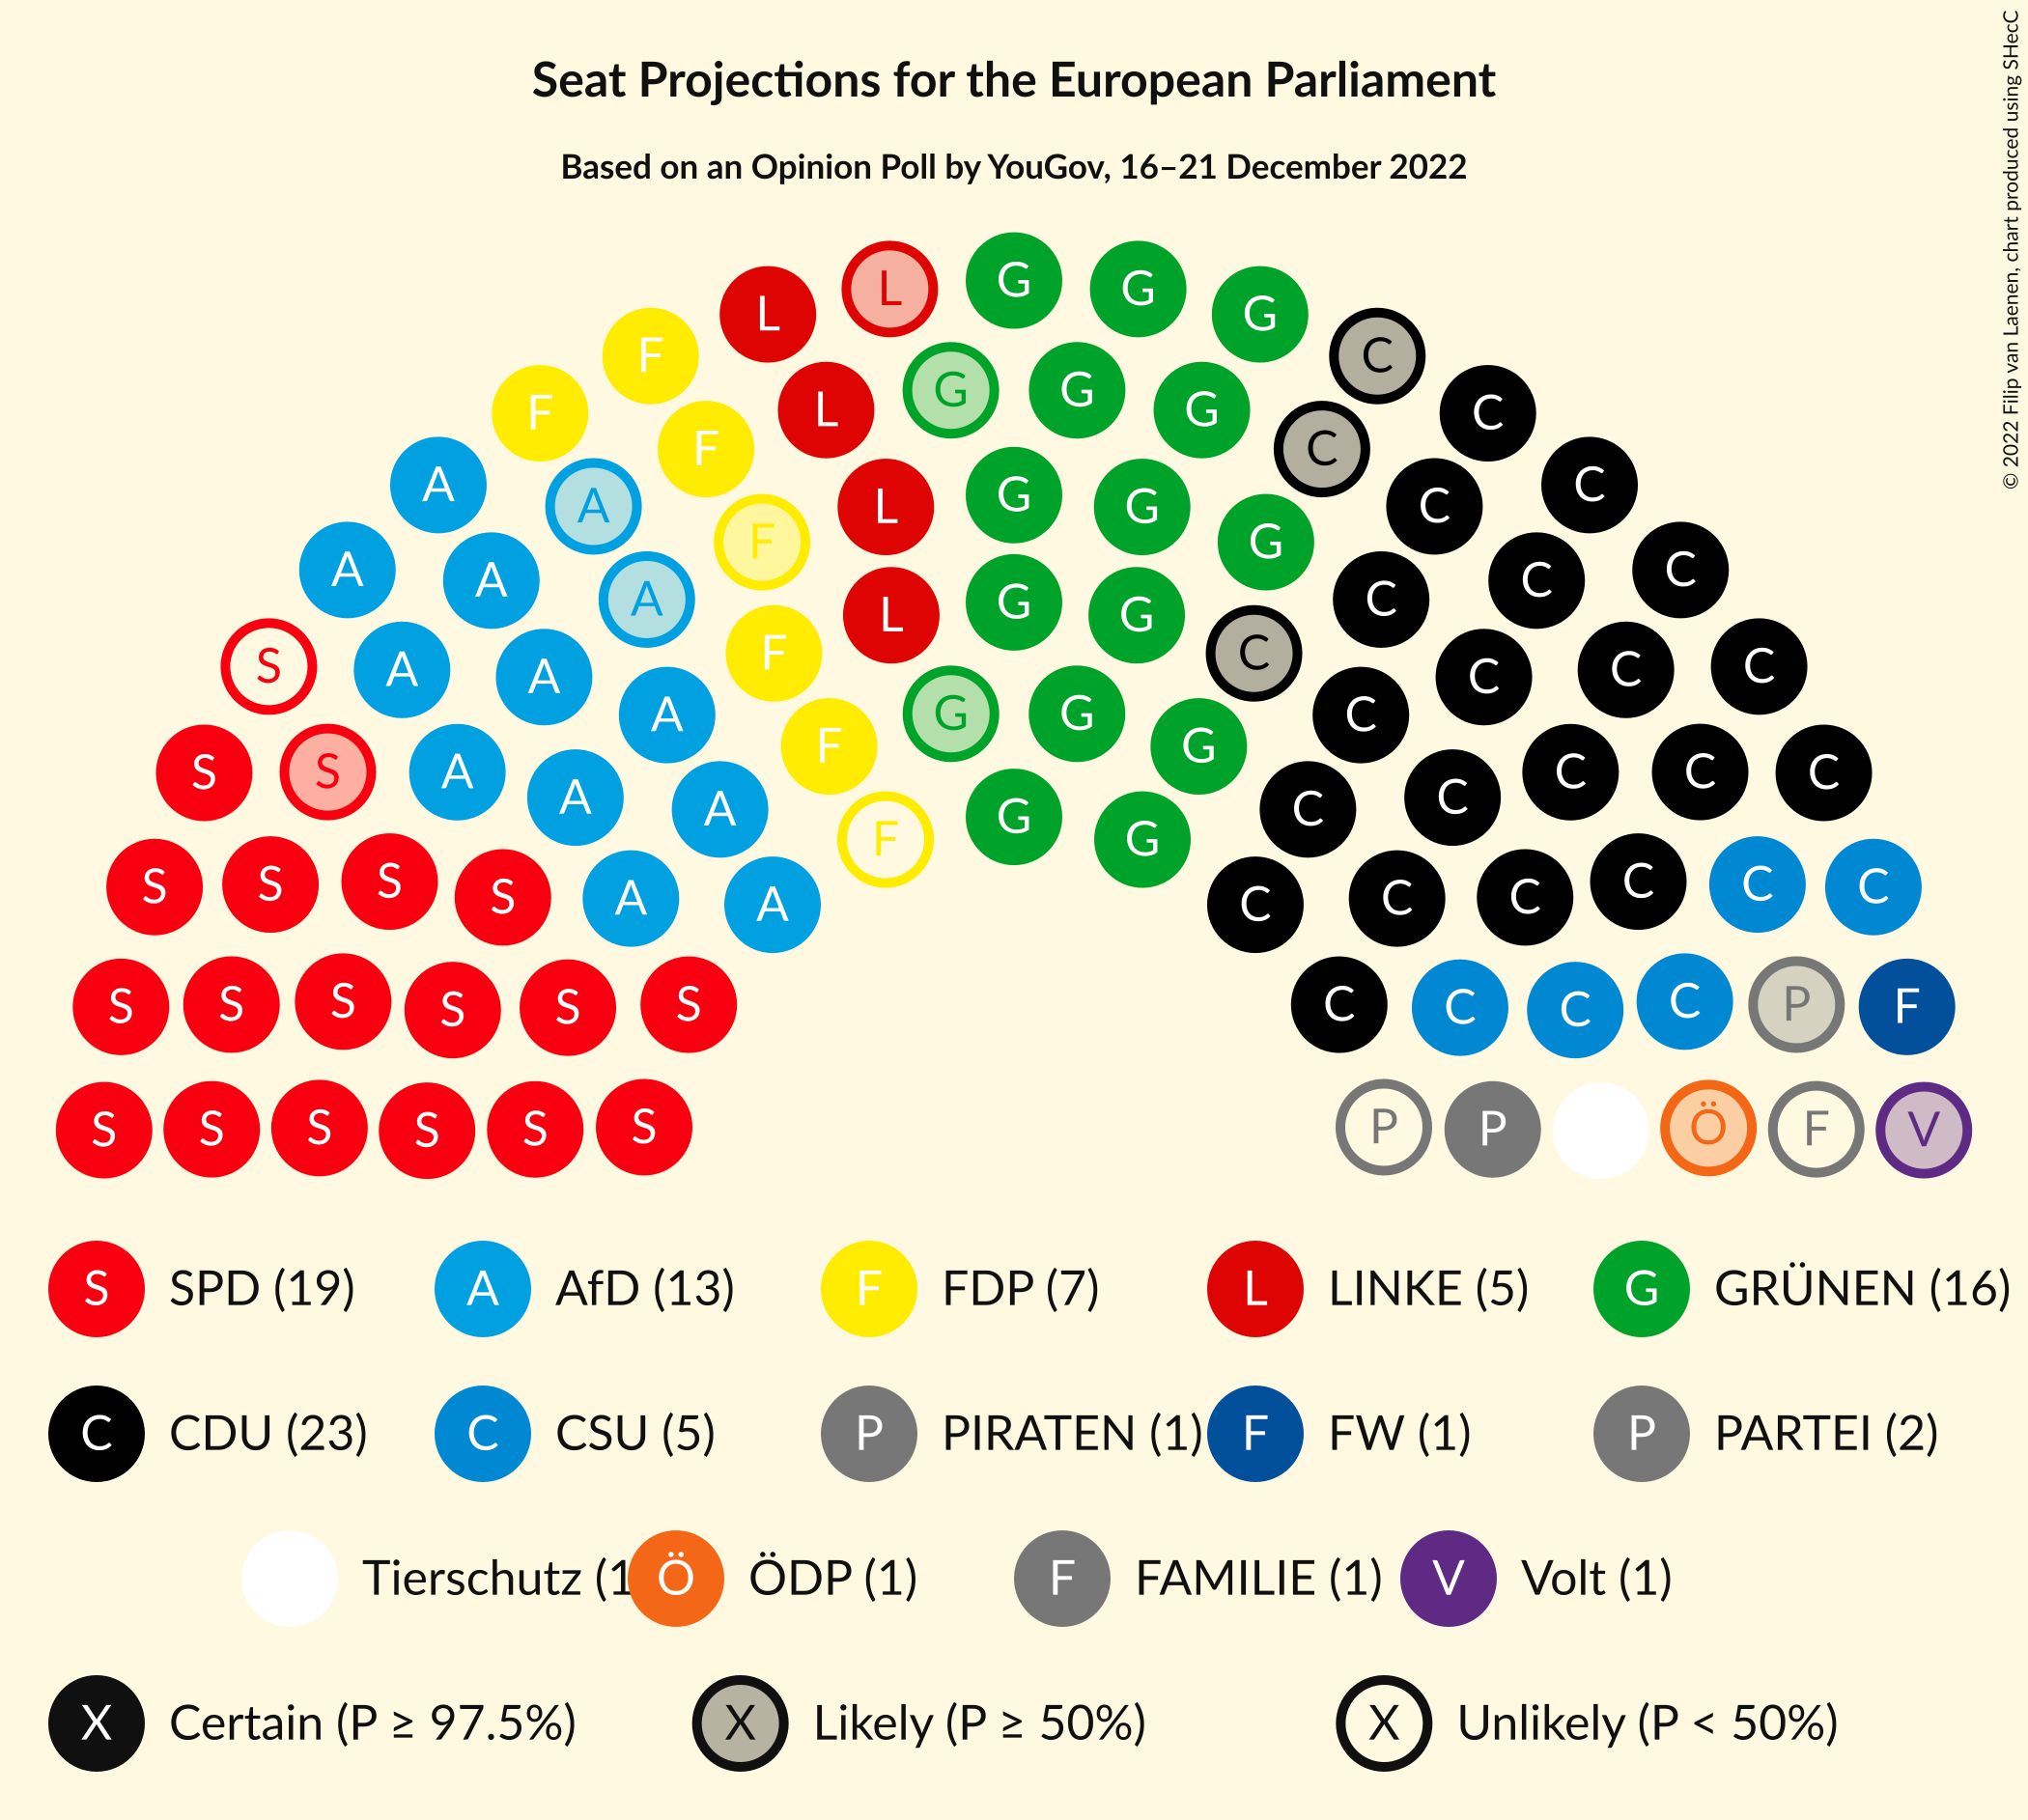 © 2022 Filip van Laenen, chart produced using SHecC
Seat Projections for the European Parliament
Based on an Opinion Poll by YouGov, 16–21 December 2022
L G G
L G
F C
G G
F L G C
F C
A A L G G C C
F G
A A A G C C C
L G
S A A F C C C C
A G G C
S S A F G C C C
A A G C C
F G
S S S S A A C C C C C C
S S S S S S C C C C P F
S S S S S S P P Ö F V
S SPD (19) A AfD (13) F FDP (7) L LINKE (5) G GRÜNEN (16)
C CDU (23) C CSU (5) P PIRATEN (1) F FW (1) P PARTEI (2)
Tierschutz (1 Ö ÖDP (1) F FAMILIE (1) V Volt (1)
X Certain (P ≥ 97.5%) X Likely (P ≥ 50%) X Unlikely (P < 50%)